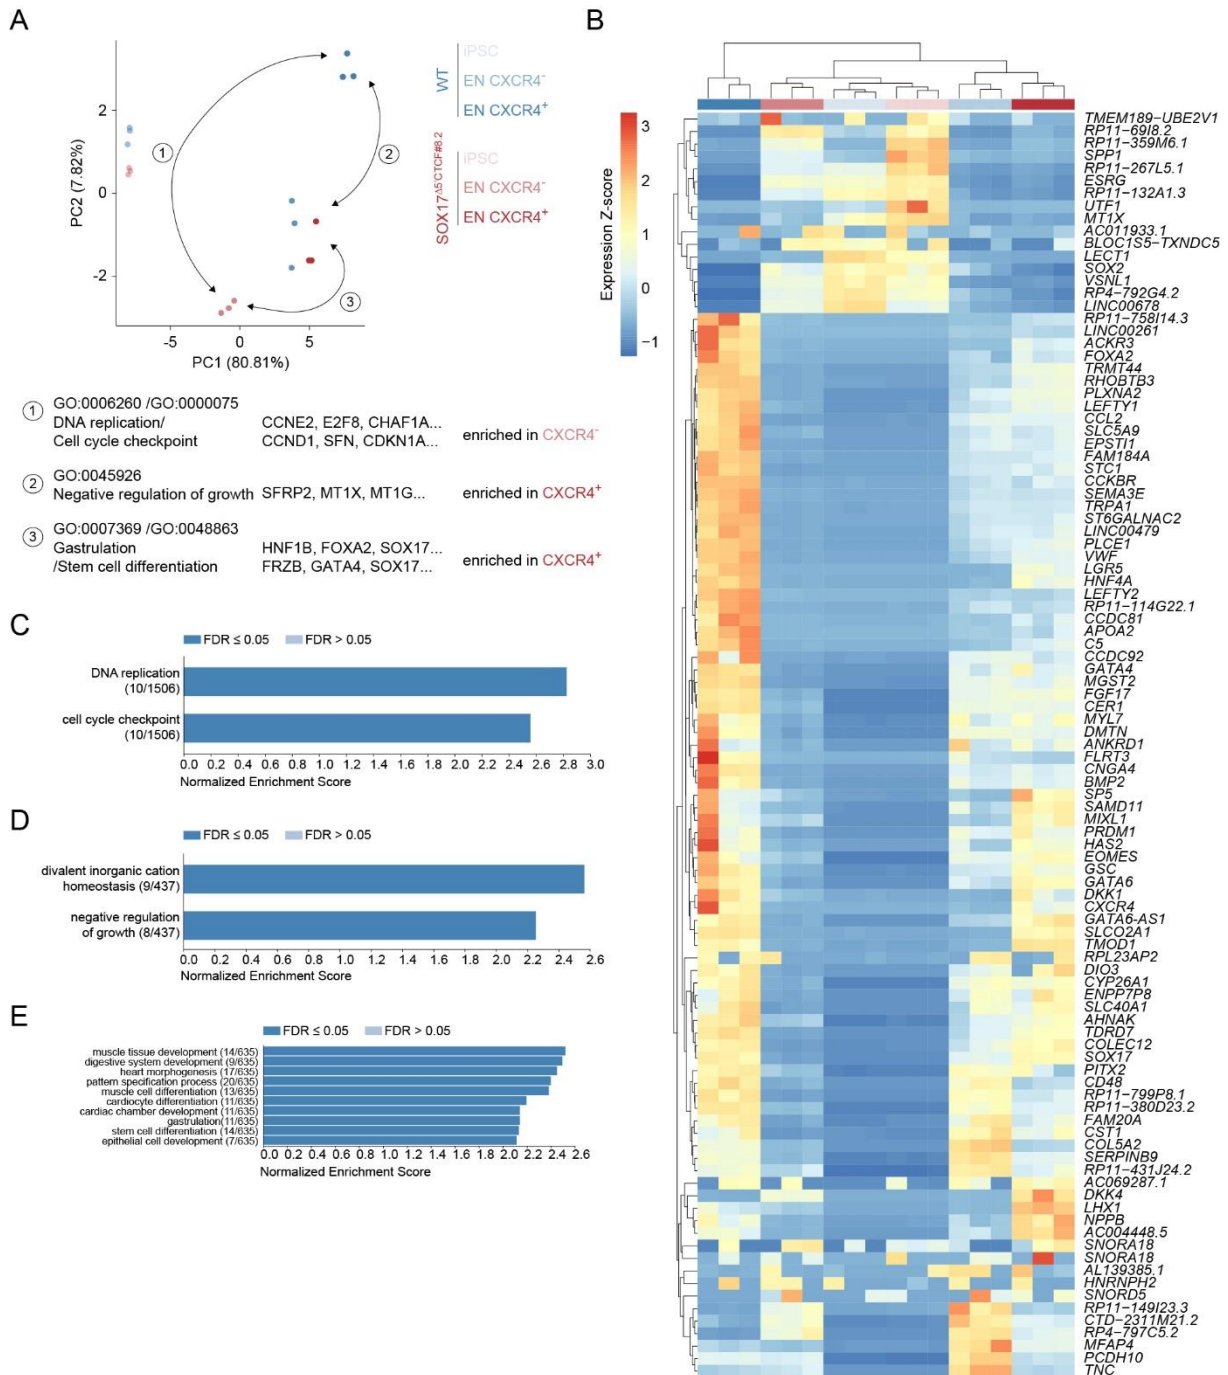 A
2
0
-2
PC2 (7.82%)
-5
0
5
PC1 (80.81%)
1
2
3
WT
iPSC
EN CXCR4-
EN CXCR4+
SOX17Δ5'CTCF#8.2
iPSC
EN CXCR4-
EN CXCR4+
1
GO:0006260 /GO:0000075
DNA replication/ CCNE2, E2F8, CHAF1A...
Cell cycle checkpoint CCND1, SFN, CDKN1A... enriched in CXCR4-
2
GO:0045926
Negative regulation of growth SFRP2, MT1X, MT1G... enriched in CXCR4+
3
GO:0007369 /GO:0048863
Gastrulation HNF1B, FOXA2, SOX17...
/Stem cell differentiation FRZB, GATA4, SOX17... enriched in CXCR4+
B
3
2
1
0
−1
Expression Z-score
TMEM189−UBE2V1
RP11−69I8.2
RP11−359M6.1
SPP1
RP11−267L5.1
ESRG
RP11−132A1.3
UTF1
MT1X
AC011933.1
BLOC1S5−TXNDC5
LECT1
SOX2
VSNL1
RP4−792G4.2
LINC00678
RP11−758I14.3
LINC00261
ACKR3
FOXA2
TRMT44
RHOBTB3
PLXNA2
LEFTY1
CCL2
SLC5A9
EPSTI1
FAM184A
STC1
CCKBR
SEMA3E
TRPA1
ST6GALNAC2
LINC00479
PLCE1
VWF
LGR5
HNF4A
LEFTY2
RP11−114G22.1
CCDC81
APOA2
C5
CCDC92
GATA4
MGST2
FGF17
CER1
MYL7
DMTN
ANKRD1
FLRT3
CNGA4
BMP2
SP5
SAMD11
MIXL1
PRDM1
HAS2
EOMES
GSC
GATA6
DKK1
CXCR4
GATA6−AS1
SLCO2A1
TMOD1
RPL23AP2
DIO3
CYP26A1
ENPP7P8
SLC40A1
AHNAK
TDRD7
COLEC12
SOX17
PITX2
CD48
RP11−799P8.1
RP11−380D23.2
FAM20A
CST1
COL5A2
SERPINB9
RP11−431J24.2
AC069287.1
DKK4
LHX1
NPPB
AC004448.5
SNORA18
SNORA18
AL139385.1
HNRNPH2
SNORD5
RP11−149I23.3
CTD−2311M21.2
RP4−797C5.2
MFAP4
PCDH10
TNC
C
FDR ≤ 0.05 FDR > 0.05
DNA replication
(10/1506)
cell cycle checkpoint
(10/1506)
0.0 0.2 0.4 0.6 0.8 1.0 1.2 1.4 1.6 1.8 2.0 2.2 2.4 2.6 2.8 3.0
Normalized Enrichment Score
D
FDR ≤ 0.05 FDR > 0.05
divalent inorganic cation
homeostasis (9/437)
negative regulation
of growth (8/437)
0.0 0.2 0.4 0.6 0.8 1.0 1.2 1.4 1.6 1.8 2.0 2.2 2.4 2.6
Normalized Enrichment Score
E
FDR ≤ 0.05 FDR > 0.05
muscle tissue development (14/635)
digestive system development (9/635)
heart morphogenesis (17/635)
pattern specification process (20/635)
muscle cell differentiation (13/635)
cardiocyte differentiation (11/635)
cardiac chamber development (11/635)
gastrulation(11/635)
stem cell differentiation (14/635)
epithelial cell development (7/635)
0.0 0.2 0.4 0.6 0.8 1.0 1.2 1.4 1.6 1.8 2.0 2.2 2.4 2.6
Normalized Enrichment Score